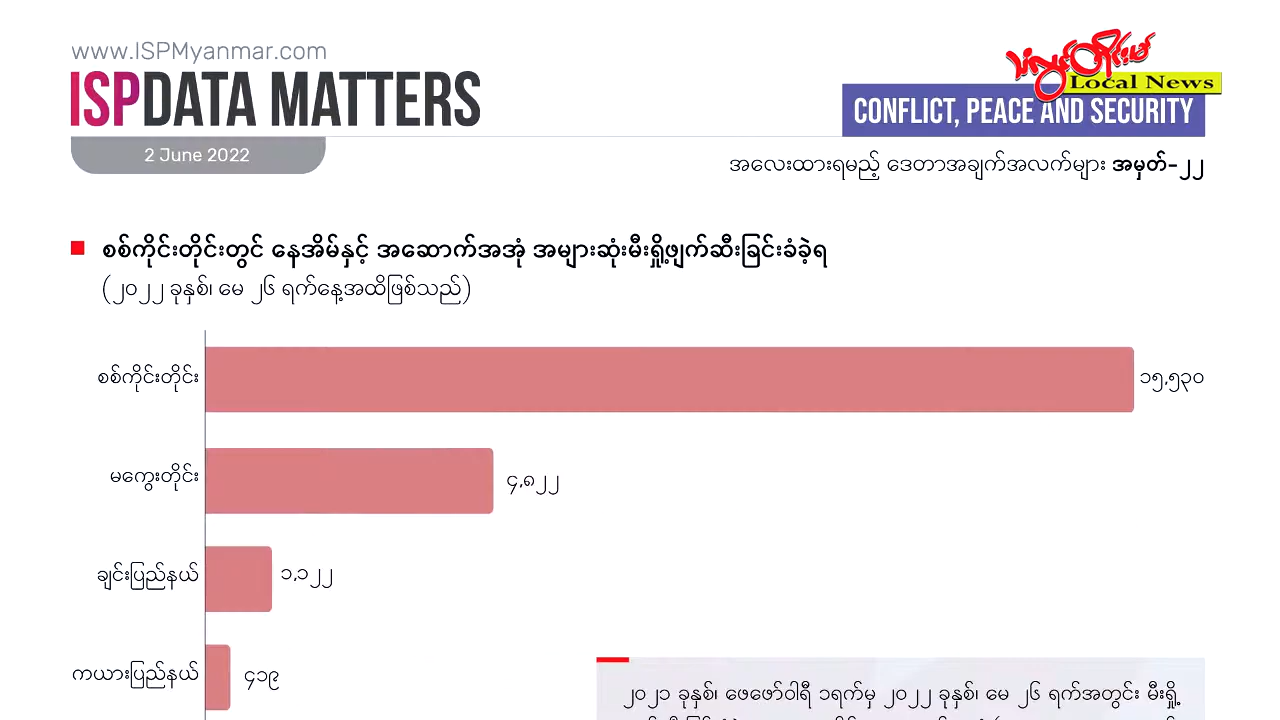 www.ISPMyanmar.com
ISPDATA MATTERS
2 June 2022
Local News
CONFLICT, PEACE AND SECURITY
အလေးထားရမည့် ဒေတာအချက်အလက်များ အမှတ်-၂၂
စစ်ကိုင်းတိုင်းတွင် နေအိမ်နှင့် အဆောက်အအုံ အများဆုံးမီးရှို့ဖျက်ဆီးခြင်းခံခဲ့ရ
(၂၀၂၂ ခုနှစ်၊ မေ ၂၆ ရက်နေ့အထိဖြစ်သည်)
စစ်ကိုင်းတိုင်း ၁၅,၅၃၀
မကွေးတိုင်း ၄,၈၂၂
ချင်းပြည်နယ် ၁,၁၂၂
ကယားပြည်နယ် ၄၁၉
၂၀၂၁ ခုနှစ်၊ ဖေဖော်ဝါရီ ၁ရက်မှ ၂၀၂၂ ခုနှစ်၊ မေ ၂၆ ရက်အတွင်း မီးရှို့